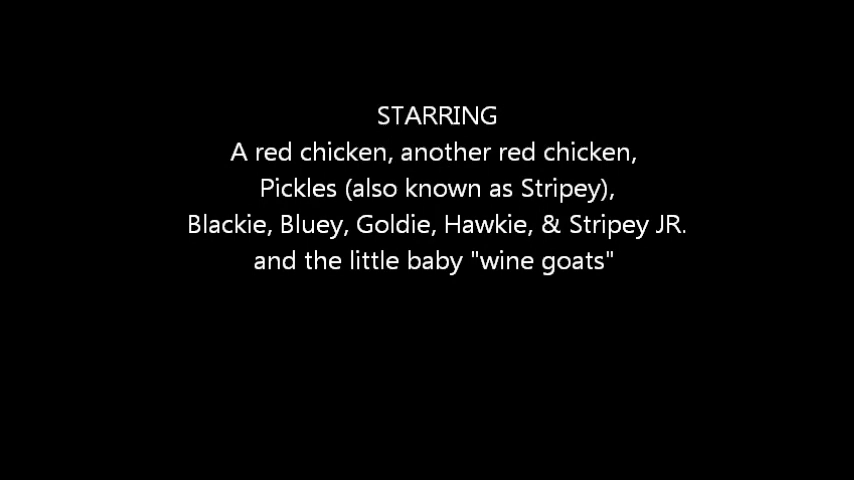 STARRING
A red chicken, another red chicken,
Pickles (also known as Stripey),
Blackie, Bluey, Goldie, Hawkie, & Stripey JR.
and the little baby "wine goats"